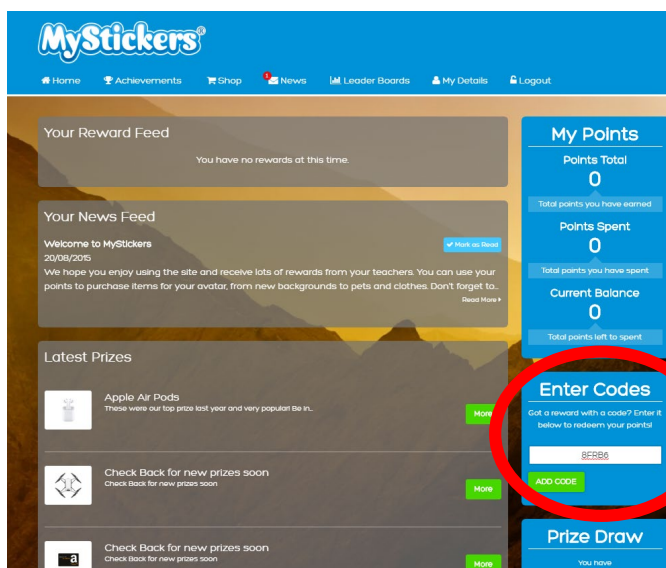 MyStickers®
Home Achievements Shop 1 News Leader Boards My Details Logout
Your Reward Feed
You have no rewards at this time.
Your News Feed
Welcome to MyStickers
Mark as Read
20/08/2015
We hope you enjoy using the site and receive lots of rewards from your teachers. You can use your
points to purchase items for your avatar, from new backgrounds to pets and clothes. Don't forget to...
Read More
Latest Prizes
Apple Air Pods
These were our top prize last year and very popular! Be in...
More
Check Back for new prizes soon
Check Back for new prizes soon
More
Check Back for new prizes soon
Check Back for new prizes soon
More
a
My Points
Points Total
0
Total points you have earned
Points Spent
0
Total points you have spent
Current Balance
0
Total points left to spent
Enter Codes
Got a reward with a code? Enter it
below to redeem your points!
8FRB6
ADD CODE
Prize Draw
You have